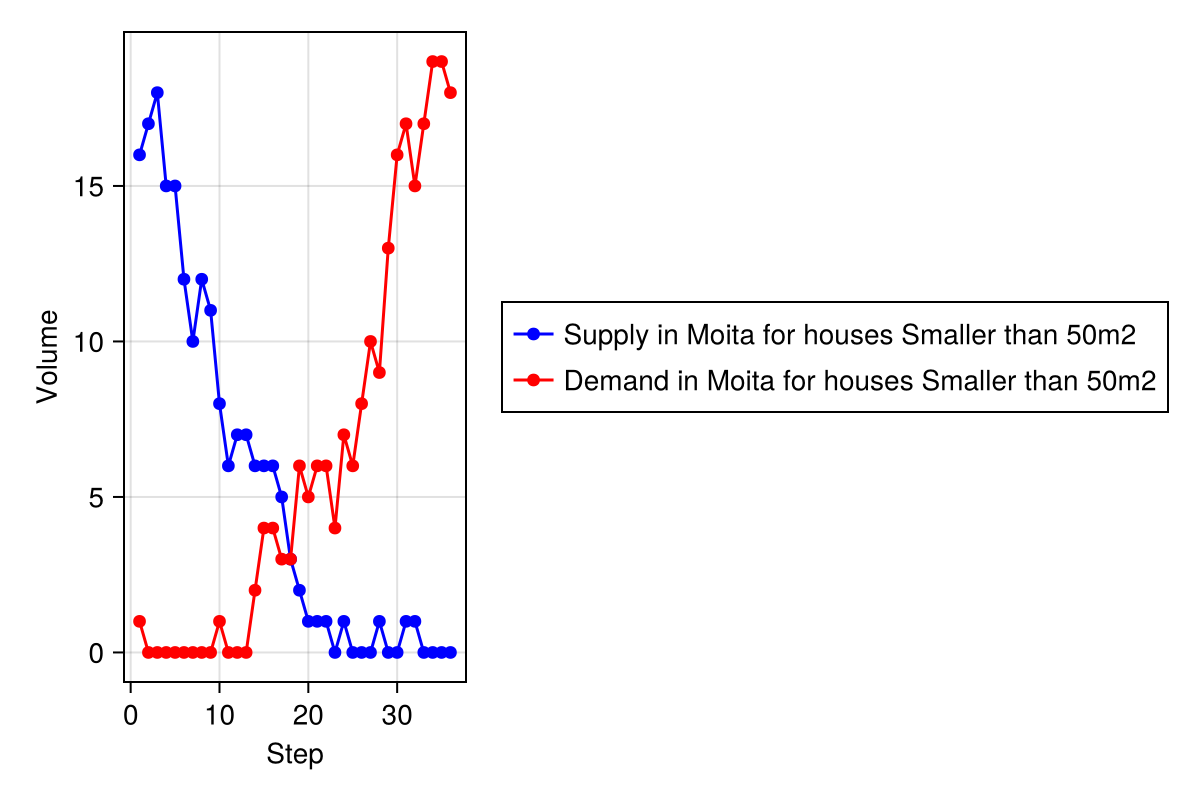 15
10
5
0
Volume
0 10 20 30
Step
Supply in Moita for houses Smaller than 50m2
Demand in Moita for houses Smaller than 50m2